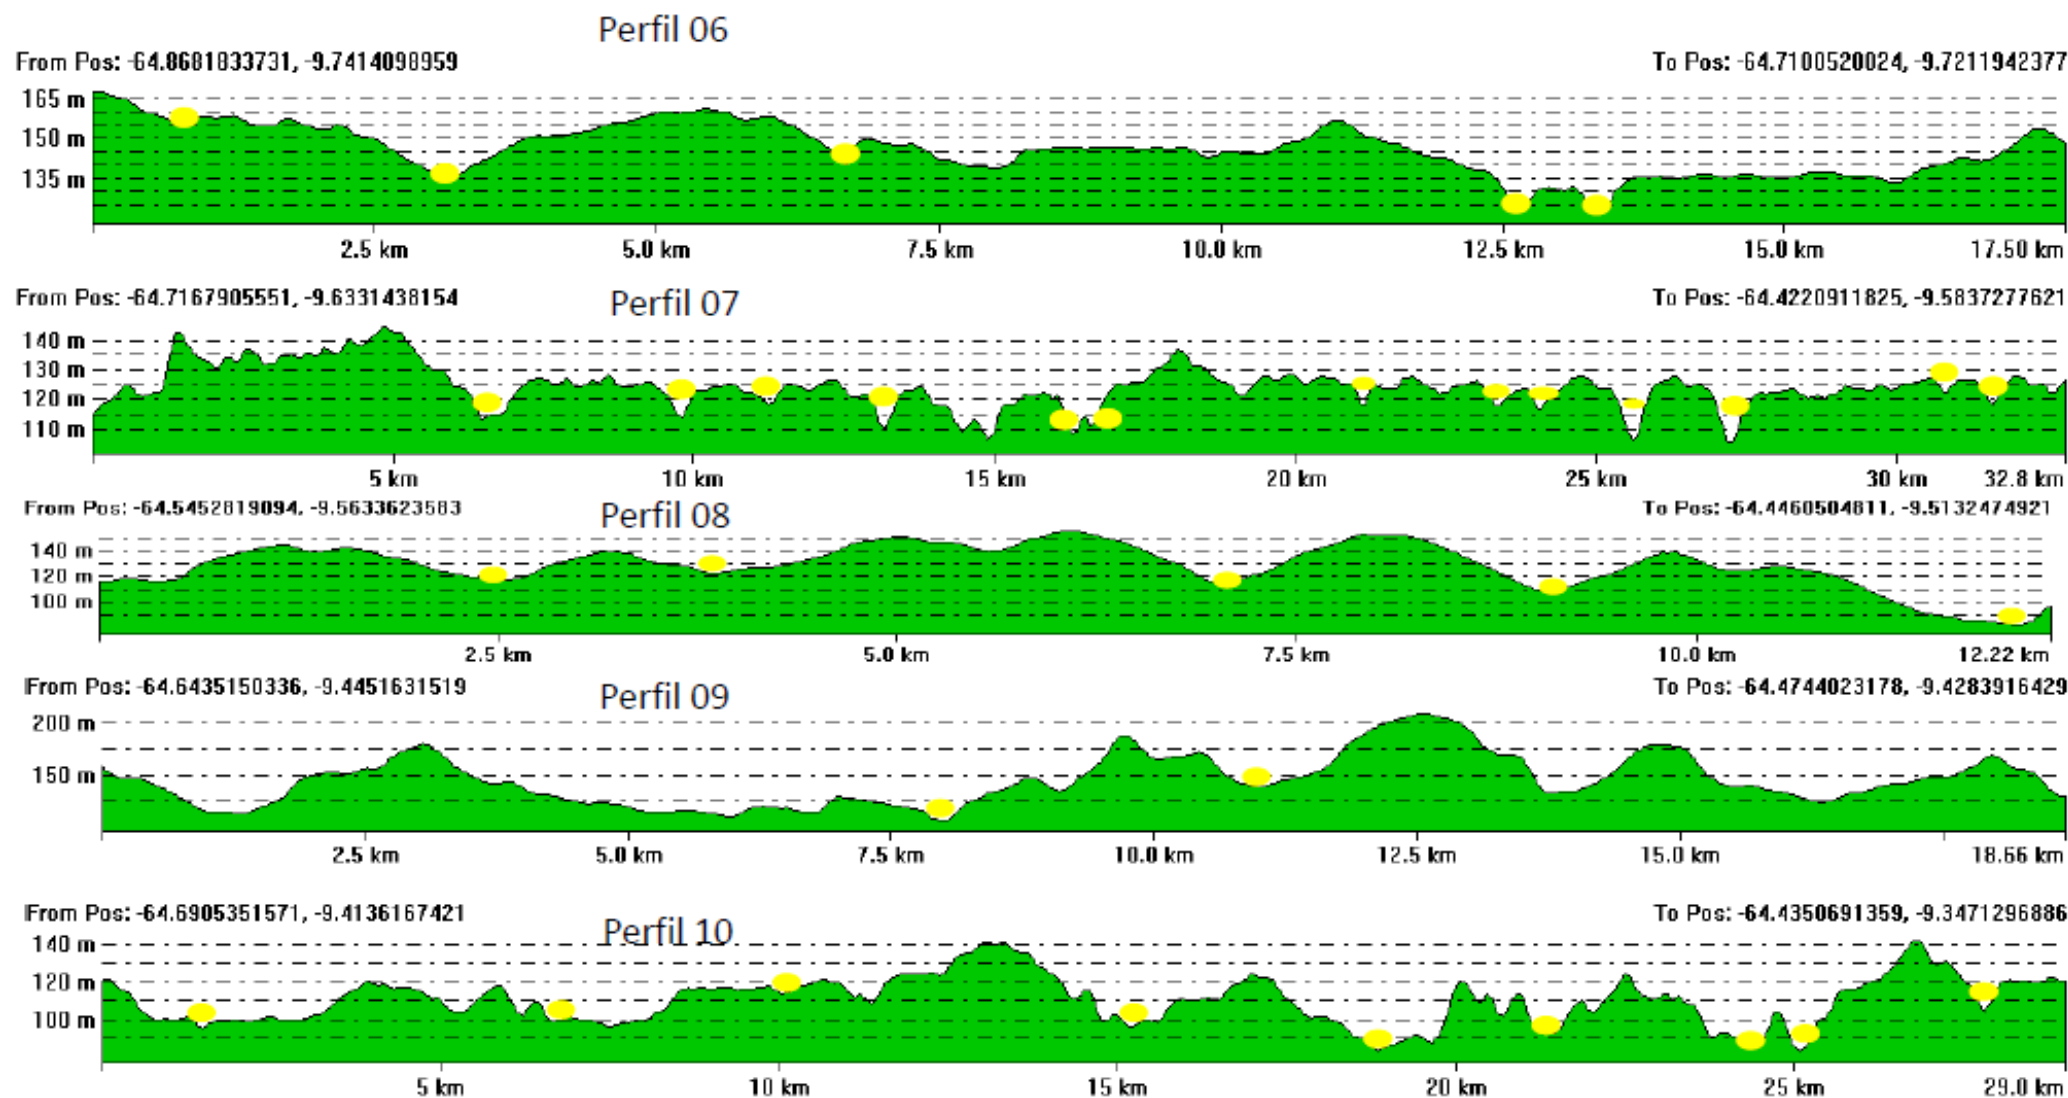 Perfil 06
From Pos: -64.8681833731, -9.7414098959 To Pos: -64.7100520024, -9.7211942377
165 m
150 m
135 m
2.5 km 5.0 km 7.5 km 10.0 km 12.5 km 15.0 km 17.50 km
From Pos: -64.7167905551, -9.6331438154 Perfil 07 To Pos: -64.4220911825, -9.5837277621
140 m
130 m
120 m
110 m
5 km 10 km 15 km 20 km 25 km 30 km 32.8 km
From Pos: -64.5452819094, -9.5633623583 Perfil 08 To Pos: -64.4460504811, -9.5132474921
140 m
120 m
100 m
2.5 km 5.0 km 7.5 km 10.0 km 12.22 km
From Pos: -64.6435150336, -9.4451631519 Perfil 09 To Pos: -64.4744023178, -9.4283916429
200 m
150 m
2.5 km 5.0 km 7.5 km 10.0 km 12.5 km 15.0 km 18.66 km
From Pos: -64.6905351571, -9.4136167421 To Pos: -64.4350691359, -9.3471296886
Perfil 10
140 m
120 m
100 m
5 km 10 km 15 km 20 km 25 km 29.0 km